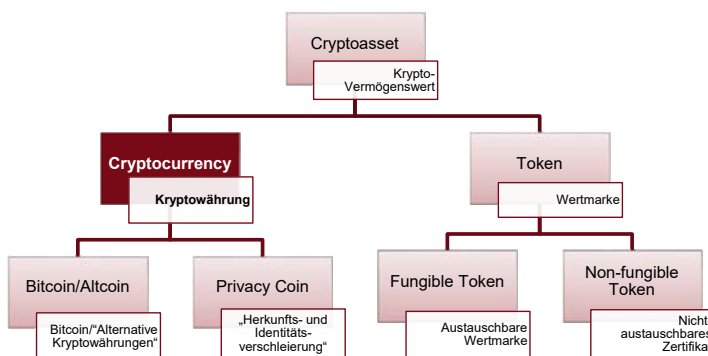 Cryptoasset
Krypto-
Vermögenswert
Cryptocurrency
Kryptowährung
Token
Wertmarke
Bitcoin/Altcoin
Bitcoin/"Alternative
Kryptowährungen"
Privacy Coin
„Herkunfts- und
Identitäts-
verschleierung"
Fungible Token
Austauschbare
Wertmarke
Non-fungible
Token
Nicht
austauschbares
Zertifika